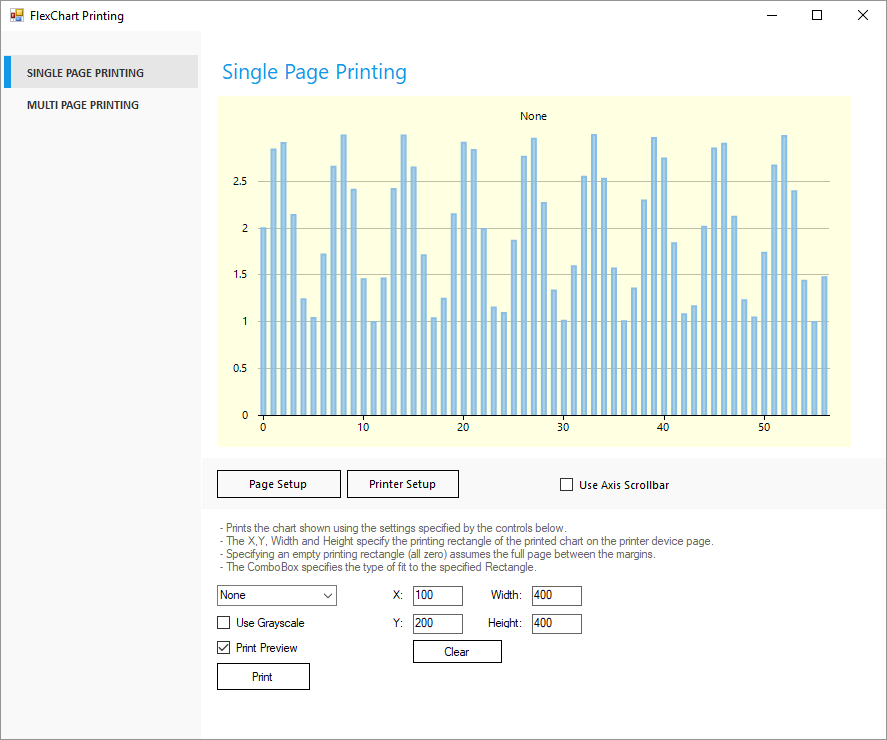 FlexChart Printing
SINGLE PAGE PRINTING
MULTI PAGE PRINTING
Single Page Printing
None
2.5
2
1.5
1
0.5
0
0 10 20 30 40 50
Page Setup Printer Setup Use Axis Scrollbar
- Prints the chart shown using the settings specified by the controls below.
- The X,Y, Width and Height specify the printing rectangle of the printed chart on the printer device page.
- Specifying an empty printing rectangle (all zero) assumes the full page between the margins.
- The ComboBox specifies the type of fit to the specified Rectangle.
None X: 100 Width: 400
Use Grayscale Y: 200 Height: 400
Print Preview Clear
Print